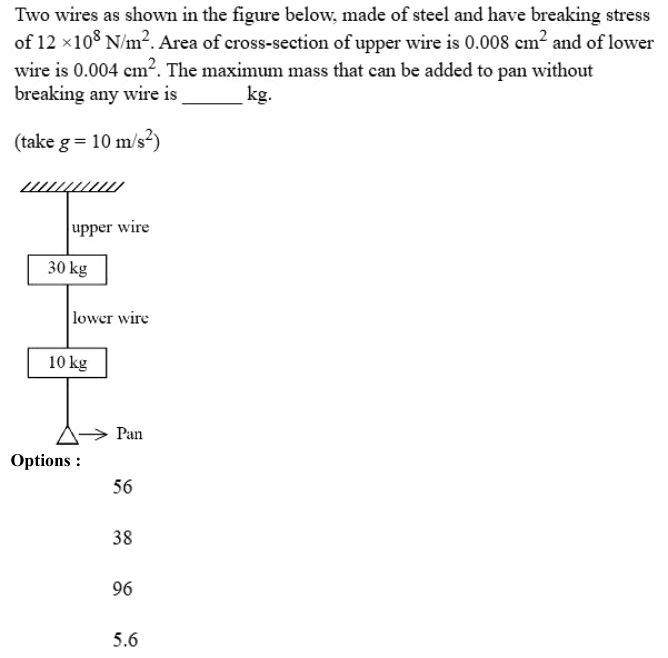 Two wires as shown in the figure below, made of steel and have breaking stress
of 12 ×10⁸ N/m². Area of cross-section of upper wire is 0.008 cm² and of lower
wire is 0.004 cm². The maximum mass that can be added to pan without
breaking any wire is ______ kg.
(take g = 10 m/s²)
upper wire
30 kg
lower wire
10 kg
Pan
Options :
56
38
96
5.6